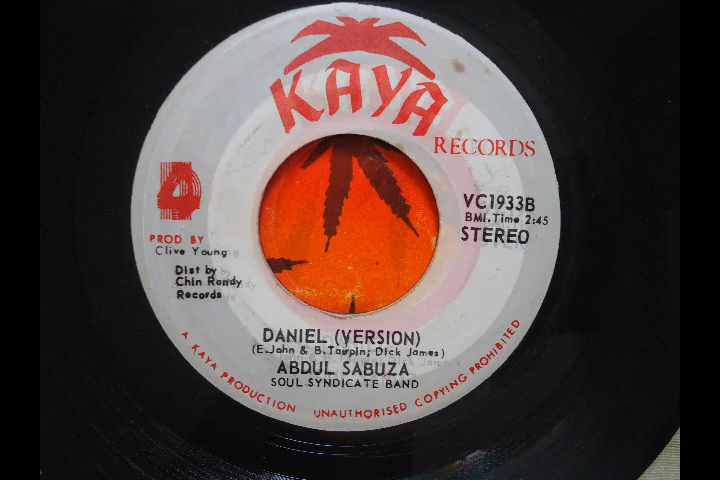 KAYA
RECORDS
4
VC1933B
BMI. Time 2:45
STEREO
PROD BY
Clive Young
Dist by
Chin Randy
Records
DANIEL (VERSION)
(E. John & B. Taupin; Dick James)
ABDUL SABUZA
SOUL SYNDICATE BAND
A KAYA PRODUCTION UNAUTHORISED COPYING PROHIBITED